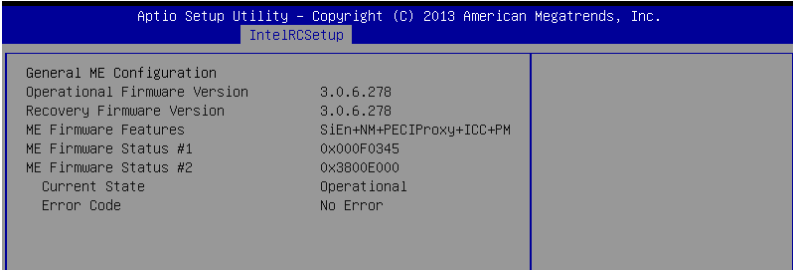 Aptio Setup Utility – Copyright (C) 2013 American Megatrends, Inc.
IntelRCSetup
General ME Configuration
Operational Firmware Version 3.0.6.278
Recovery Firmware Version 3.0.6.278
ME Firmware Features SiEn+NM+PECIProxy+ICC+PM
ME Firmware Status #1 0x000F0345
ME Firmware Status #2 0x3800E000
Current State Operational
Error Code No Error